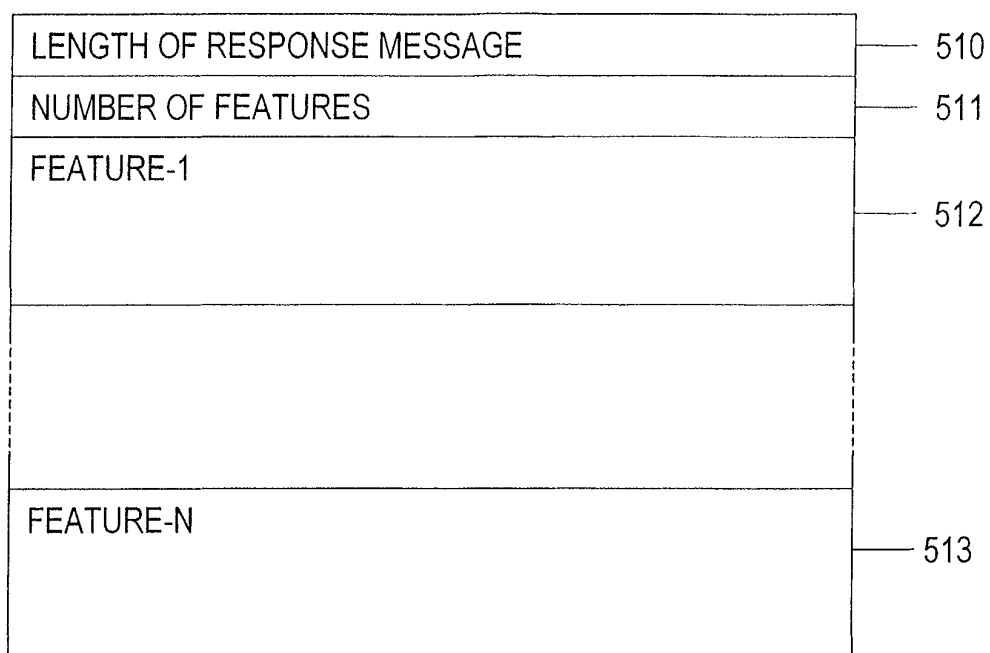 LENGTH OF RESPONSE MESSAGE 510
NUMBER OF FEATURES 511
FEATURE-1
512
FEATURE-N
513